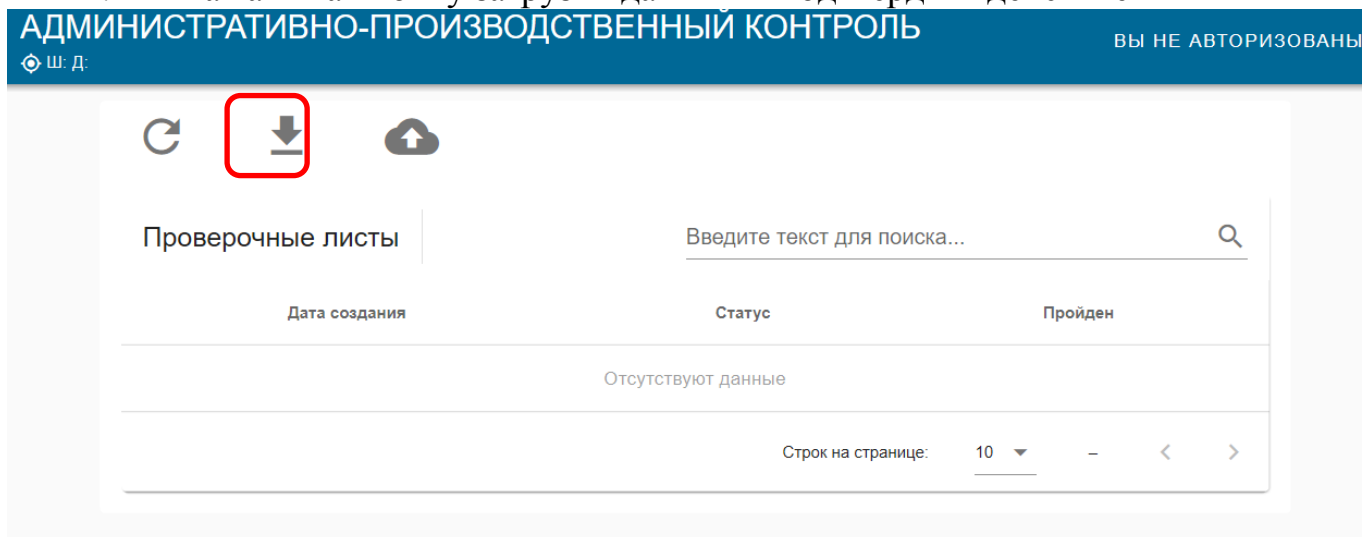 АДМИНИСТРАТИВНО-ПРОИЗВОДСТВЕННЫЙ КОНТРОЛЬ
ВЫ НЕ АВТОРИЗОВАНЫ
Ш: Д:
Проверочные листы
Введите текст для поиска...
Дата создания Статус Пройден
Отсутствуют данные
Строк на странице: 10 –